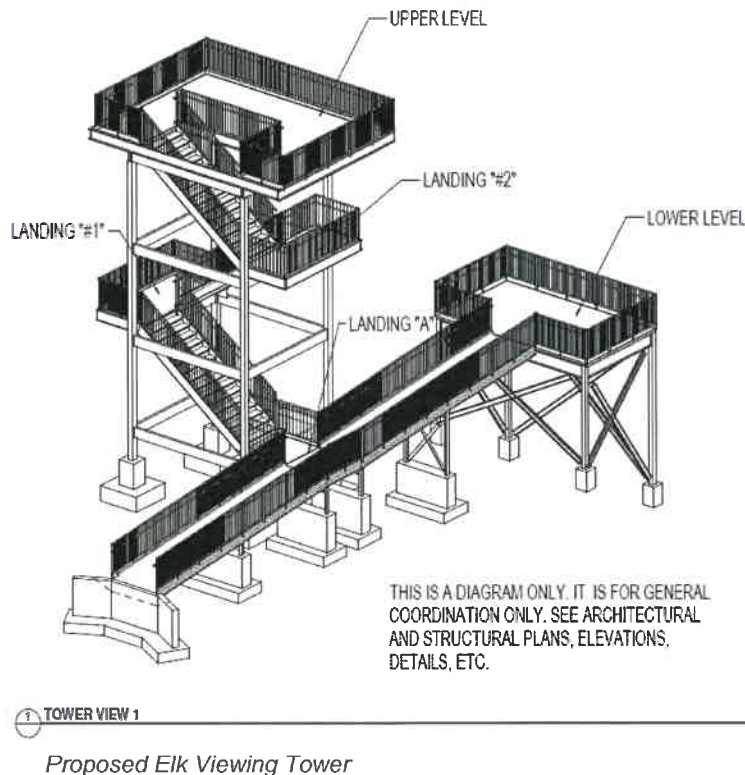 UPPER LEVEL
LANDING "#2"
LANDING "#1"
LOWER LEVEL
LANDING "A"
THIS IS A DIAGRAM ONLY. IT IS FOR GENERAL
COORDINATION ONLY. SEE ARCHITECTURAL
AND STRUCTURAL PLANS, ELEVATIONS,
DETAILS, ETC.
1 TOWER VIEW 1
Proposed Elk Viewing Tower